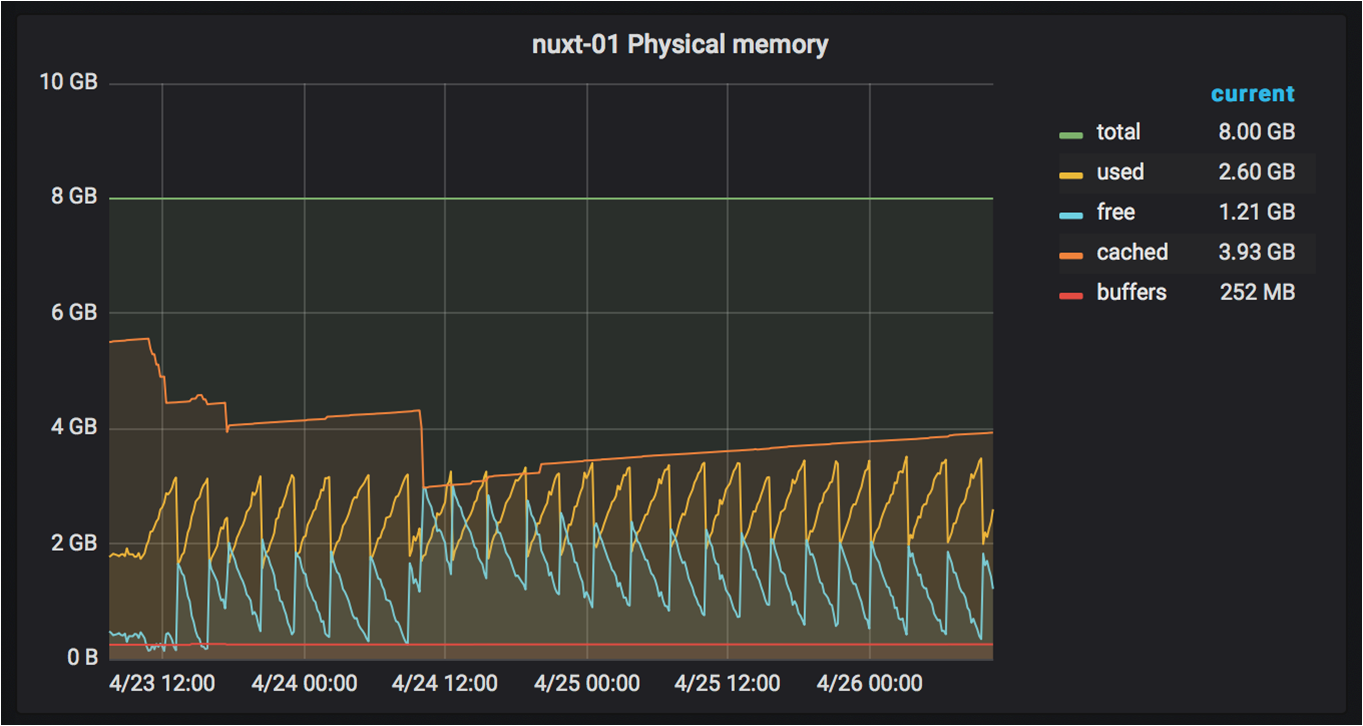 nuxt-01 Physical memory
10 GB
8 GB
6 GB
4 GB
2 GB
0 B
4/23 12:00 4/24 00:00 4/24 12:00 4/25 00:00 4/25 12:00 4/26 00:00
current
total 8.00 GB
used 2.60 GB
free 1.21 GB
cached 3.93 GB
buffers 252 MB